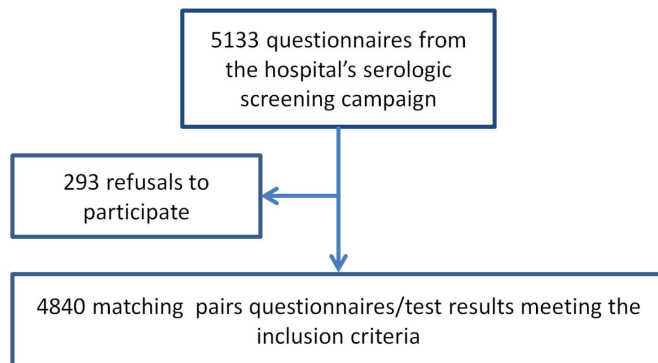 5133 questionnaires from
the hospital’s serologic
screening campaign
293 refusals to
participate
4840 matching  pairs questionnaires/test results meeting the
inclusion criteria